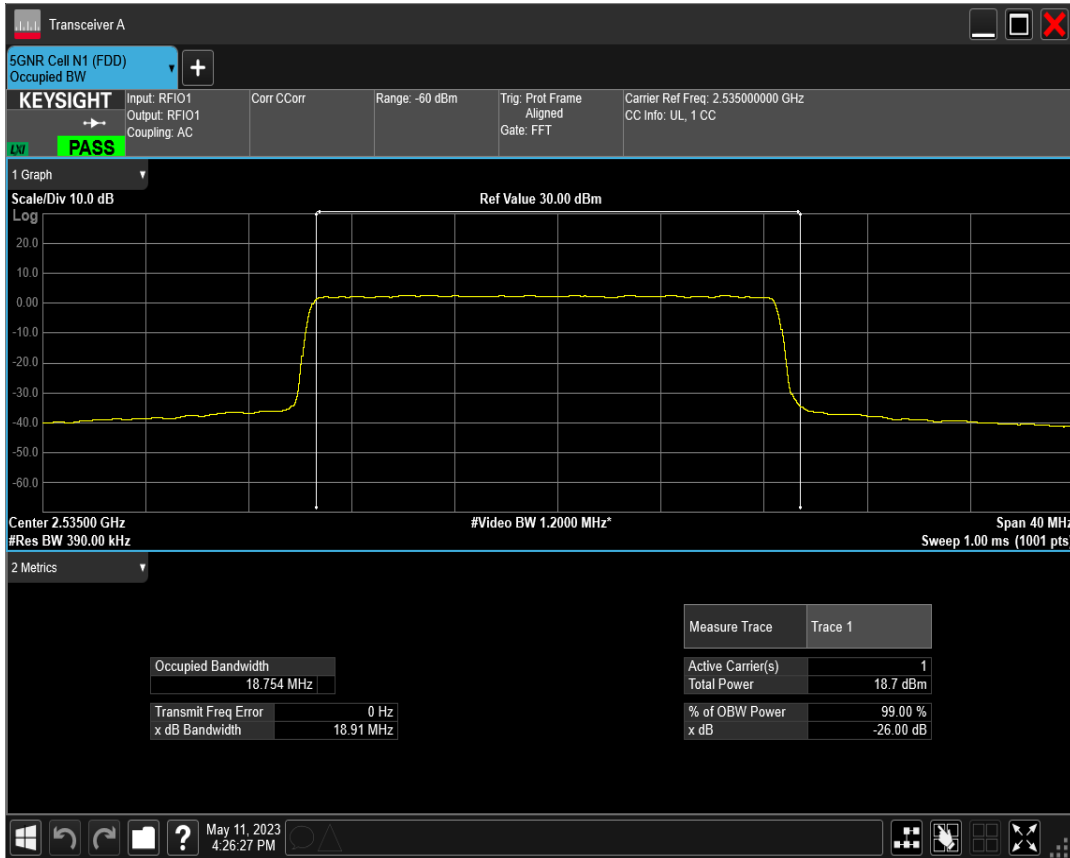 Transceiver A
5GNR Cell N1 (FDD)
Occupied BW
+
KEYSIGHT
LXI
PASS
Input: RFIO1
Output: RFIO1
Coupling: AC
Corr CCorr
Range: -60 dBm
Trig: Prot Frame
Aligned
Gate: FFT
Carrier Ref Freq: 2.535000000 GHz
CC Info: UL, 1 CC
1 Graph
Scale/Div 10.0 dB
Ref Value 30.00 dBm
Log
20.0
10.0
0.00
-10.0
-20.0
-30.0
-40.0
-50.0
-60.0
Center 2.53500 GHz
#Video BW 1.2000 MHz*
Span 40 MHz
#Res BW 390.00 kHz
Sweep 1.00 ms (1001 pts)
2 Metrics
Measure Trace Trace 1
Occupied Bandwidth
18.754 MHz
Active Carrier(s) 1
Total Power 18.7 dBm
Transmit Freq Error 0 Hz
x dB Bandwidth 18.91 MHz
% of OBW Power 99.00 %
x dB -26.00 dB
?
May 11, 2023
4:26:27 PM